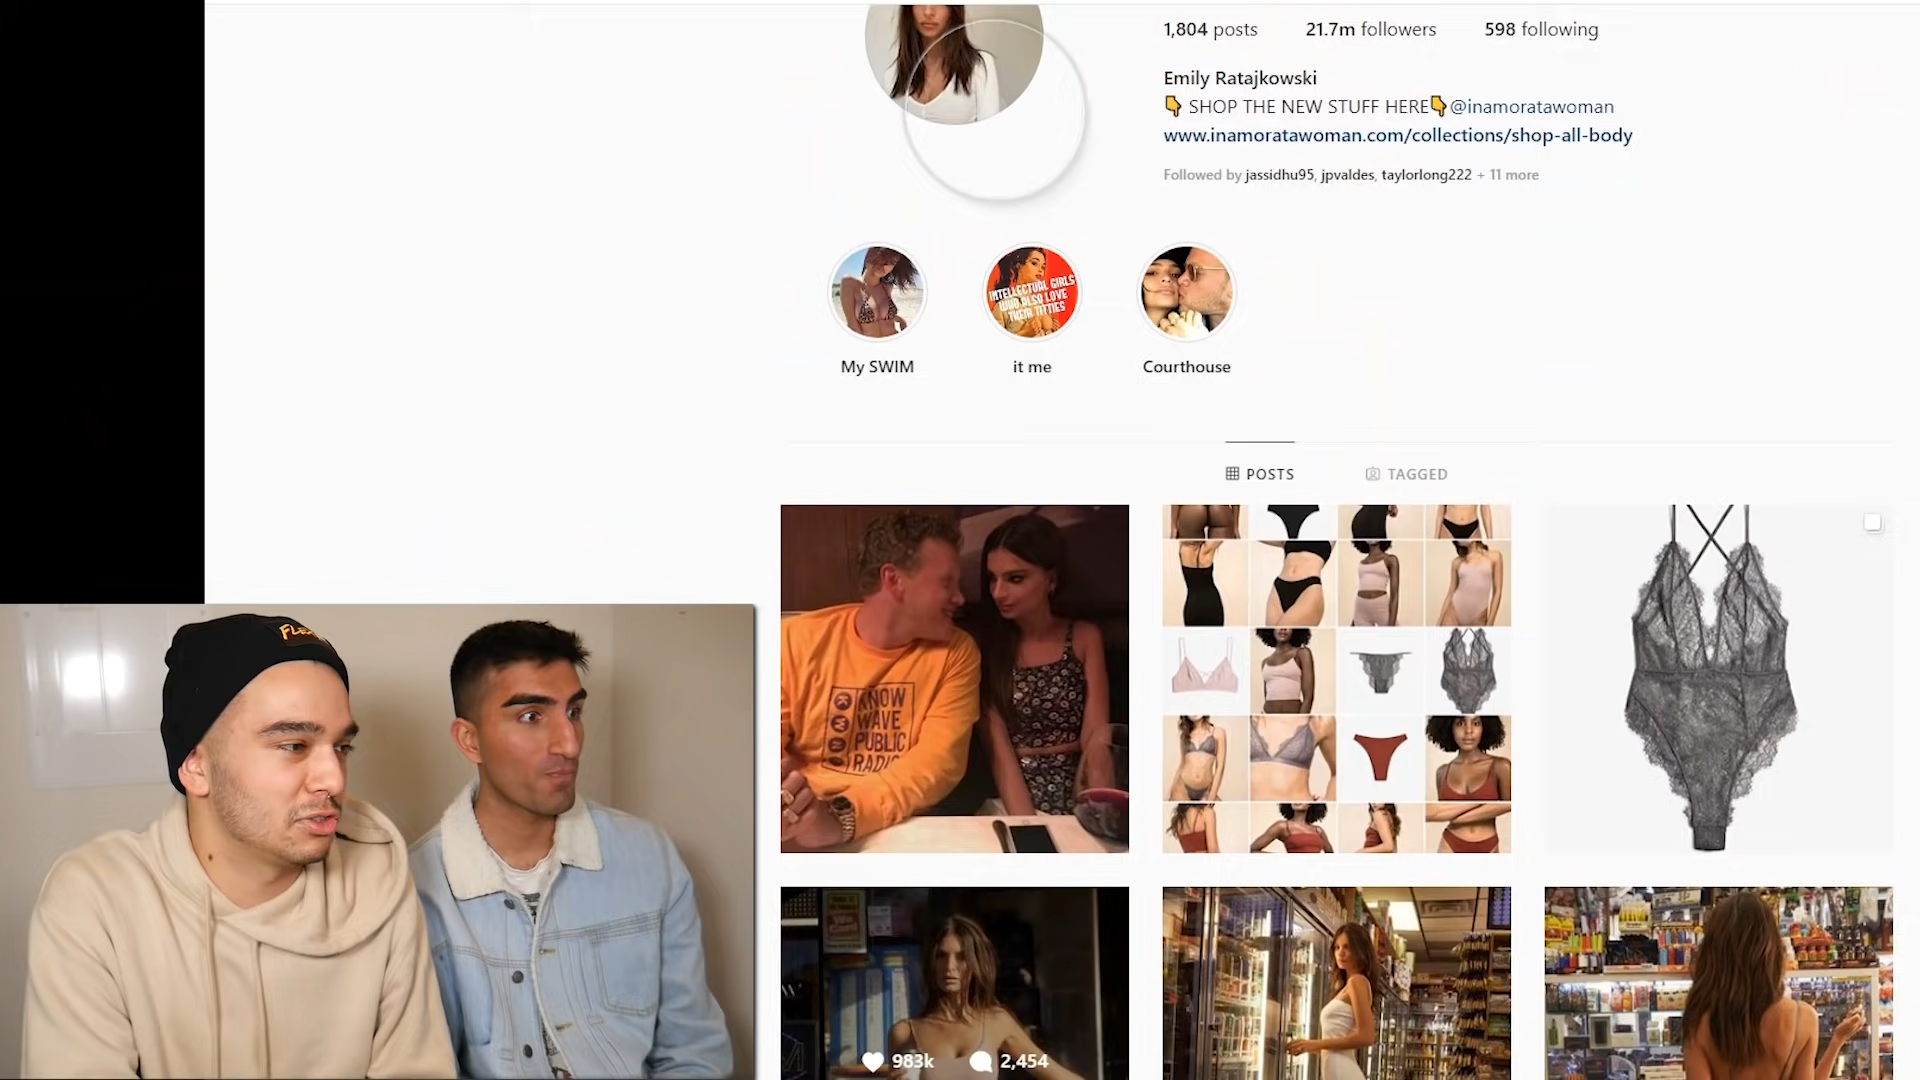 1,804 posts 21.7m followers 598 following
Emily Ratajkowski
👇 SHOP THE NEW STUFF HERE👇@inamoratawoman
www.inamoratawoman.com/collections/shop-all-body
Followed by jassidhu95, jpvaldes, taylorlong222 + 11 more
INTELLECTUAL GIRLS
WHO ALSO LOVE
THEIR TITTIES
My SWIM it me Courthouse
POSTS TAGGED
KNOW
WAVE
PUBLIC
RADIO
983k 2,454